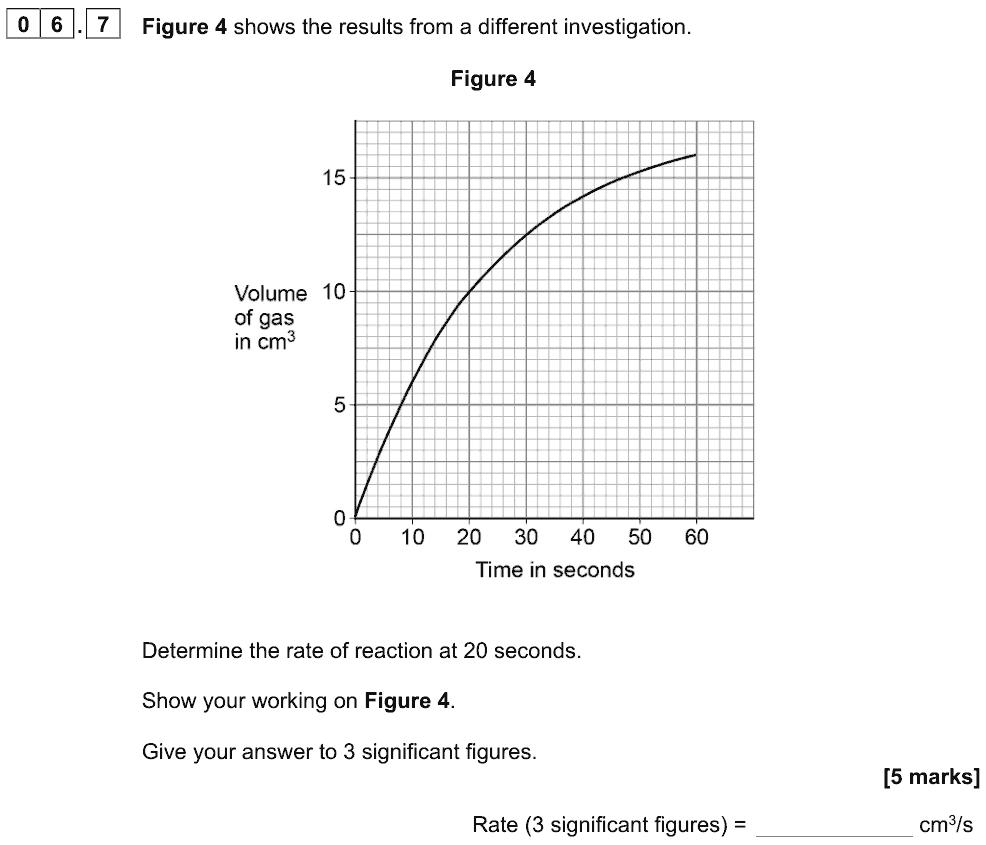 0 6 . 7 Figure 4 shows the results from a different investigation.
Figure 4
15
10
5
0
Volume
of gas
in cm³
0 10 20 30 40 50 60
Time in seconds
Determine the rate of reaction at 20 seconds.
Show your working on Figure 4.
Give your answer to 3 significant figures.
[5 marks]
Rate (3 significant figures) = ______________ cm³/s